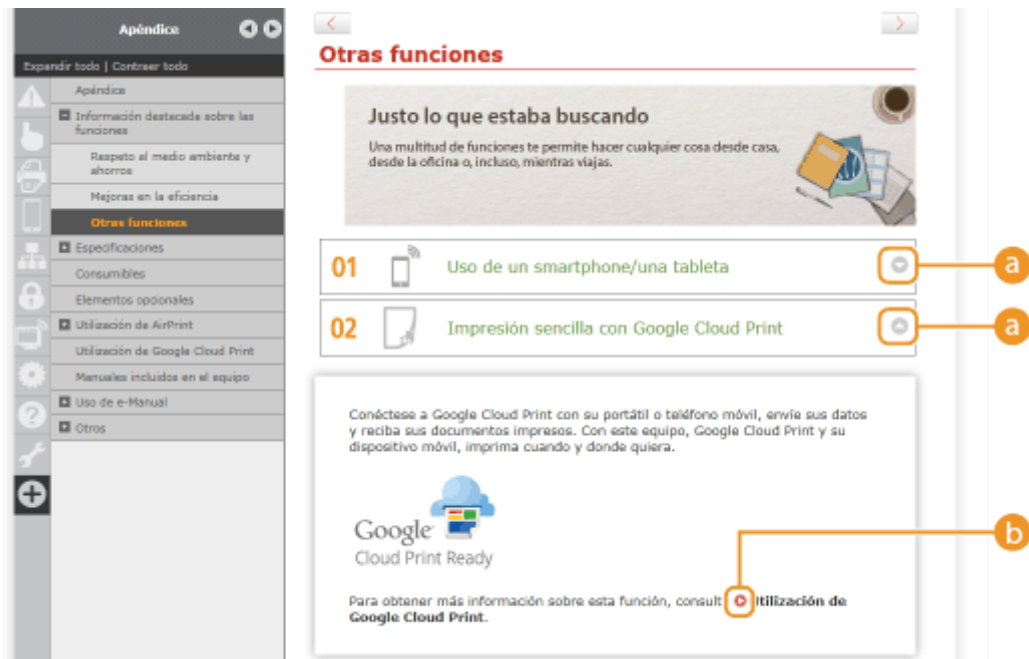 Apéndice
Expandir todo | Contraer todo
Apéndice
Información destacada sobre las
funciones
Respeto al medio ambiente y
ahorros
Mejoras en la eficiencia
Otras funciones
Especificaciones
Consumibles
Elementos opcionales
Utilización de AirPrint
Utilización de Google Cloud Print
Manuales incluidos en el equipo
Uso de e-Manual
Otros
Otras funciones
Justo lo que estaba buscando
Una multitud de funciones te permite hacer cualquier cosa desde casa,
desde la oficina o, incluso, mientras viajas.
01 Uso de un smartphone/una tableta
a
02 Impresión sencilla con Google Cloud Print
a
Conéctese a Google Cloud Print con su portátil o teléfono móvil, envíe sus datos
y reciba sus documentos impresos. Con este equipo, Google Cloud Print y su
dispositivo móvil, imprima cuando y donde quiera.
Google
Cloud Print Ready
b
Para obtener más información sobre esta función, consult tilización de
Google Cloud Print.